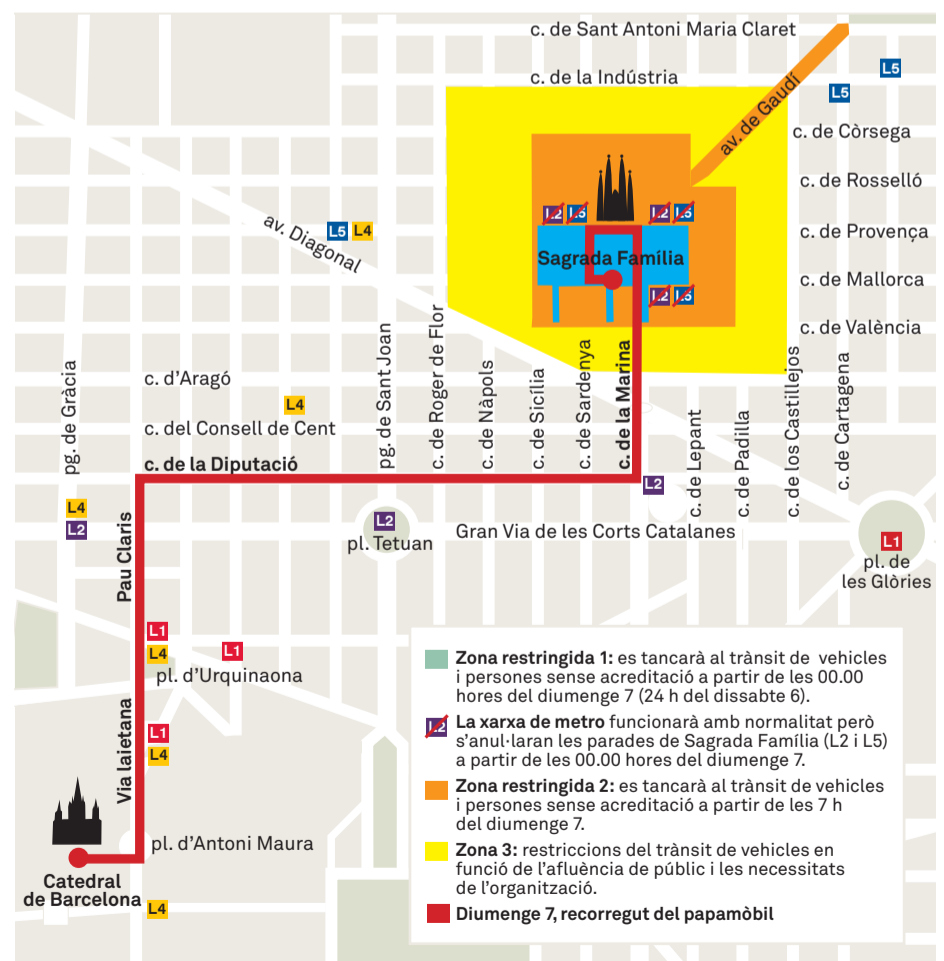 c. de Sant Antoni Maria Claret
L5
c. de la Indústria
L5
av. de Gaudí
c. de Còrsega
c. de Rosselló
L2 L5
L2 L5
av. Diagonal
L5 L4
c. de Provença
Sagrada Família
c. de Mallorca
L2 L5
c. de València
pg. de Gràcia
c. d'Aragó
L4
c. del Consell de Cent
c. de la Diputació
pg. de Sant Joan
c. de Roger de Flor
c. de Nàpols
c. de Sicília
c. de Sardenya
c. de la Marina
c. de Lepant
c. de Padilla
c. de los Castillejos
c. de Cartagena
L2
L4
L2
Pau Claris
L2
pl. Tetuan
Gran Via de les Corts Catalanes
L1
pl. de
les Glòries
L1
L4
L1
pl. d'Urquinaona
Via laietana
L1
L4
pl. d'Antoni Maura
Catedral
de Barcelona
L4
Zona restringida 1: es tancarà al trànsit de vehicles
i persones sense acreditació a partir de les 00.00
hores del diumenge 7 (24 h del dissabte 6).
L2
La xarxa de metro funcionarà amb normalitat però
s'anul·laran les parades de Sagrada Família (L2 i L5)
a partir de les 00.00 hores del diumenge 7.
Zona restringida 2: es tancarà al trànsit de vehicles
i persones sense acreditació a partir de les 7 h
del diumenge 7.
Zona 3: restriccions del trànsit de vehicles en
funció de l'afluència de públic i les necessitats
de l'organització.
Diumenge 7, recorregut del papamòbil